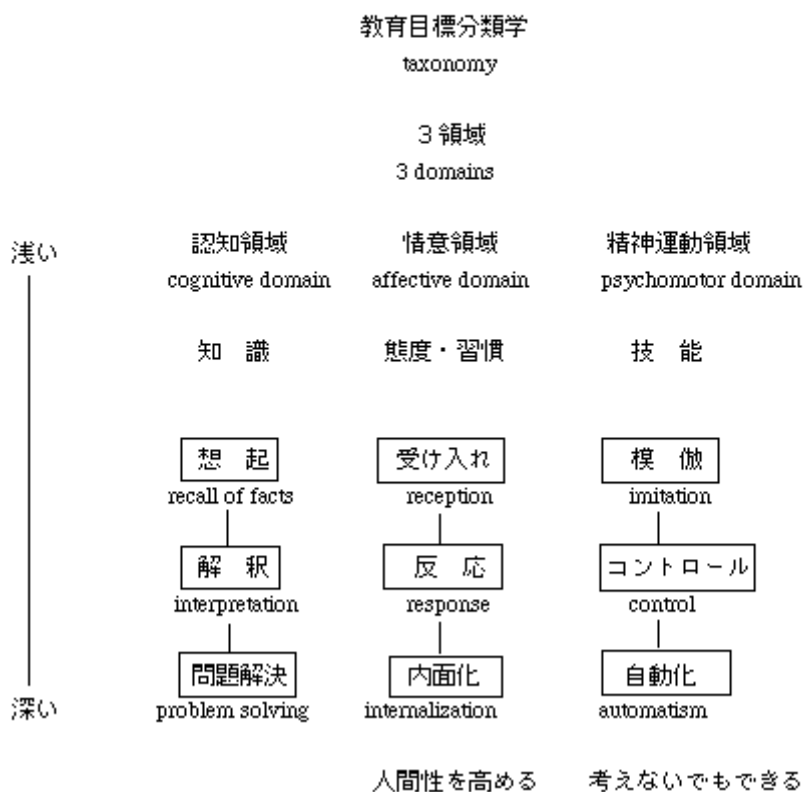 教育目標分類学
taxonomy
3領域
3 domains
浅い
認知領域 情意領域 精神運動領域
cognitive domain affective domain psychomotor domain
知 識 態度・習慣 技 能
想 起 受け入れ 模 倣
recall of facts reception imitation
解 釈 反 応 コントロール
interpretation response control
深い 問題解決 内面化 自動化
problem solving internalization automatism
人間性を高める 考えないでもできる